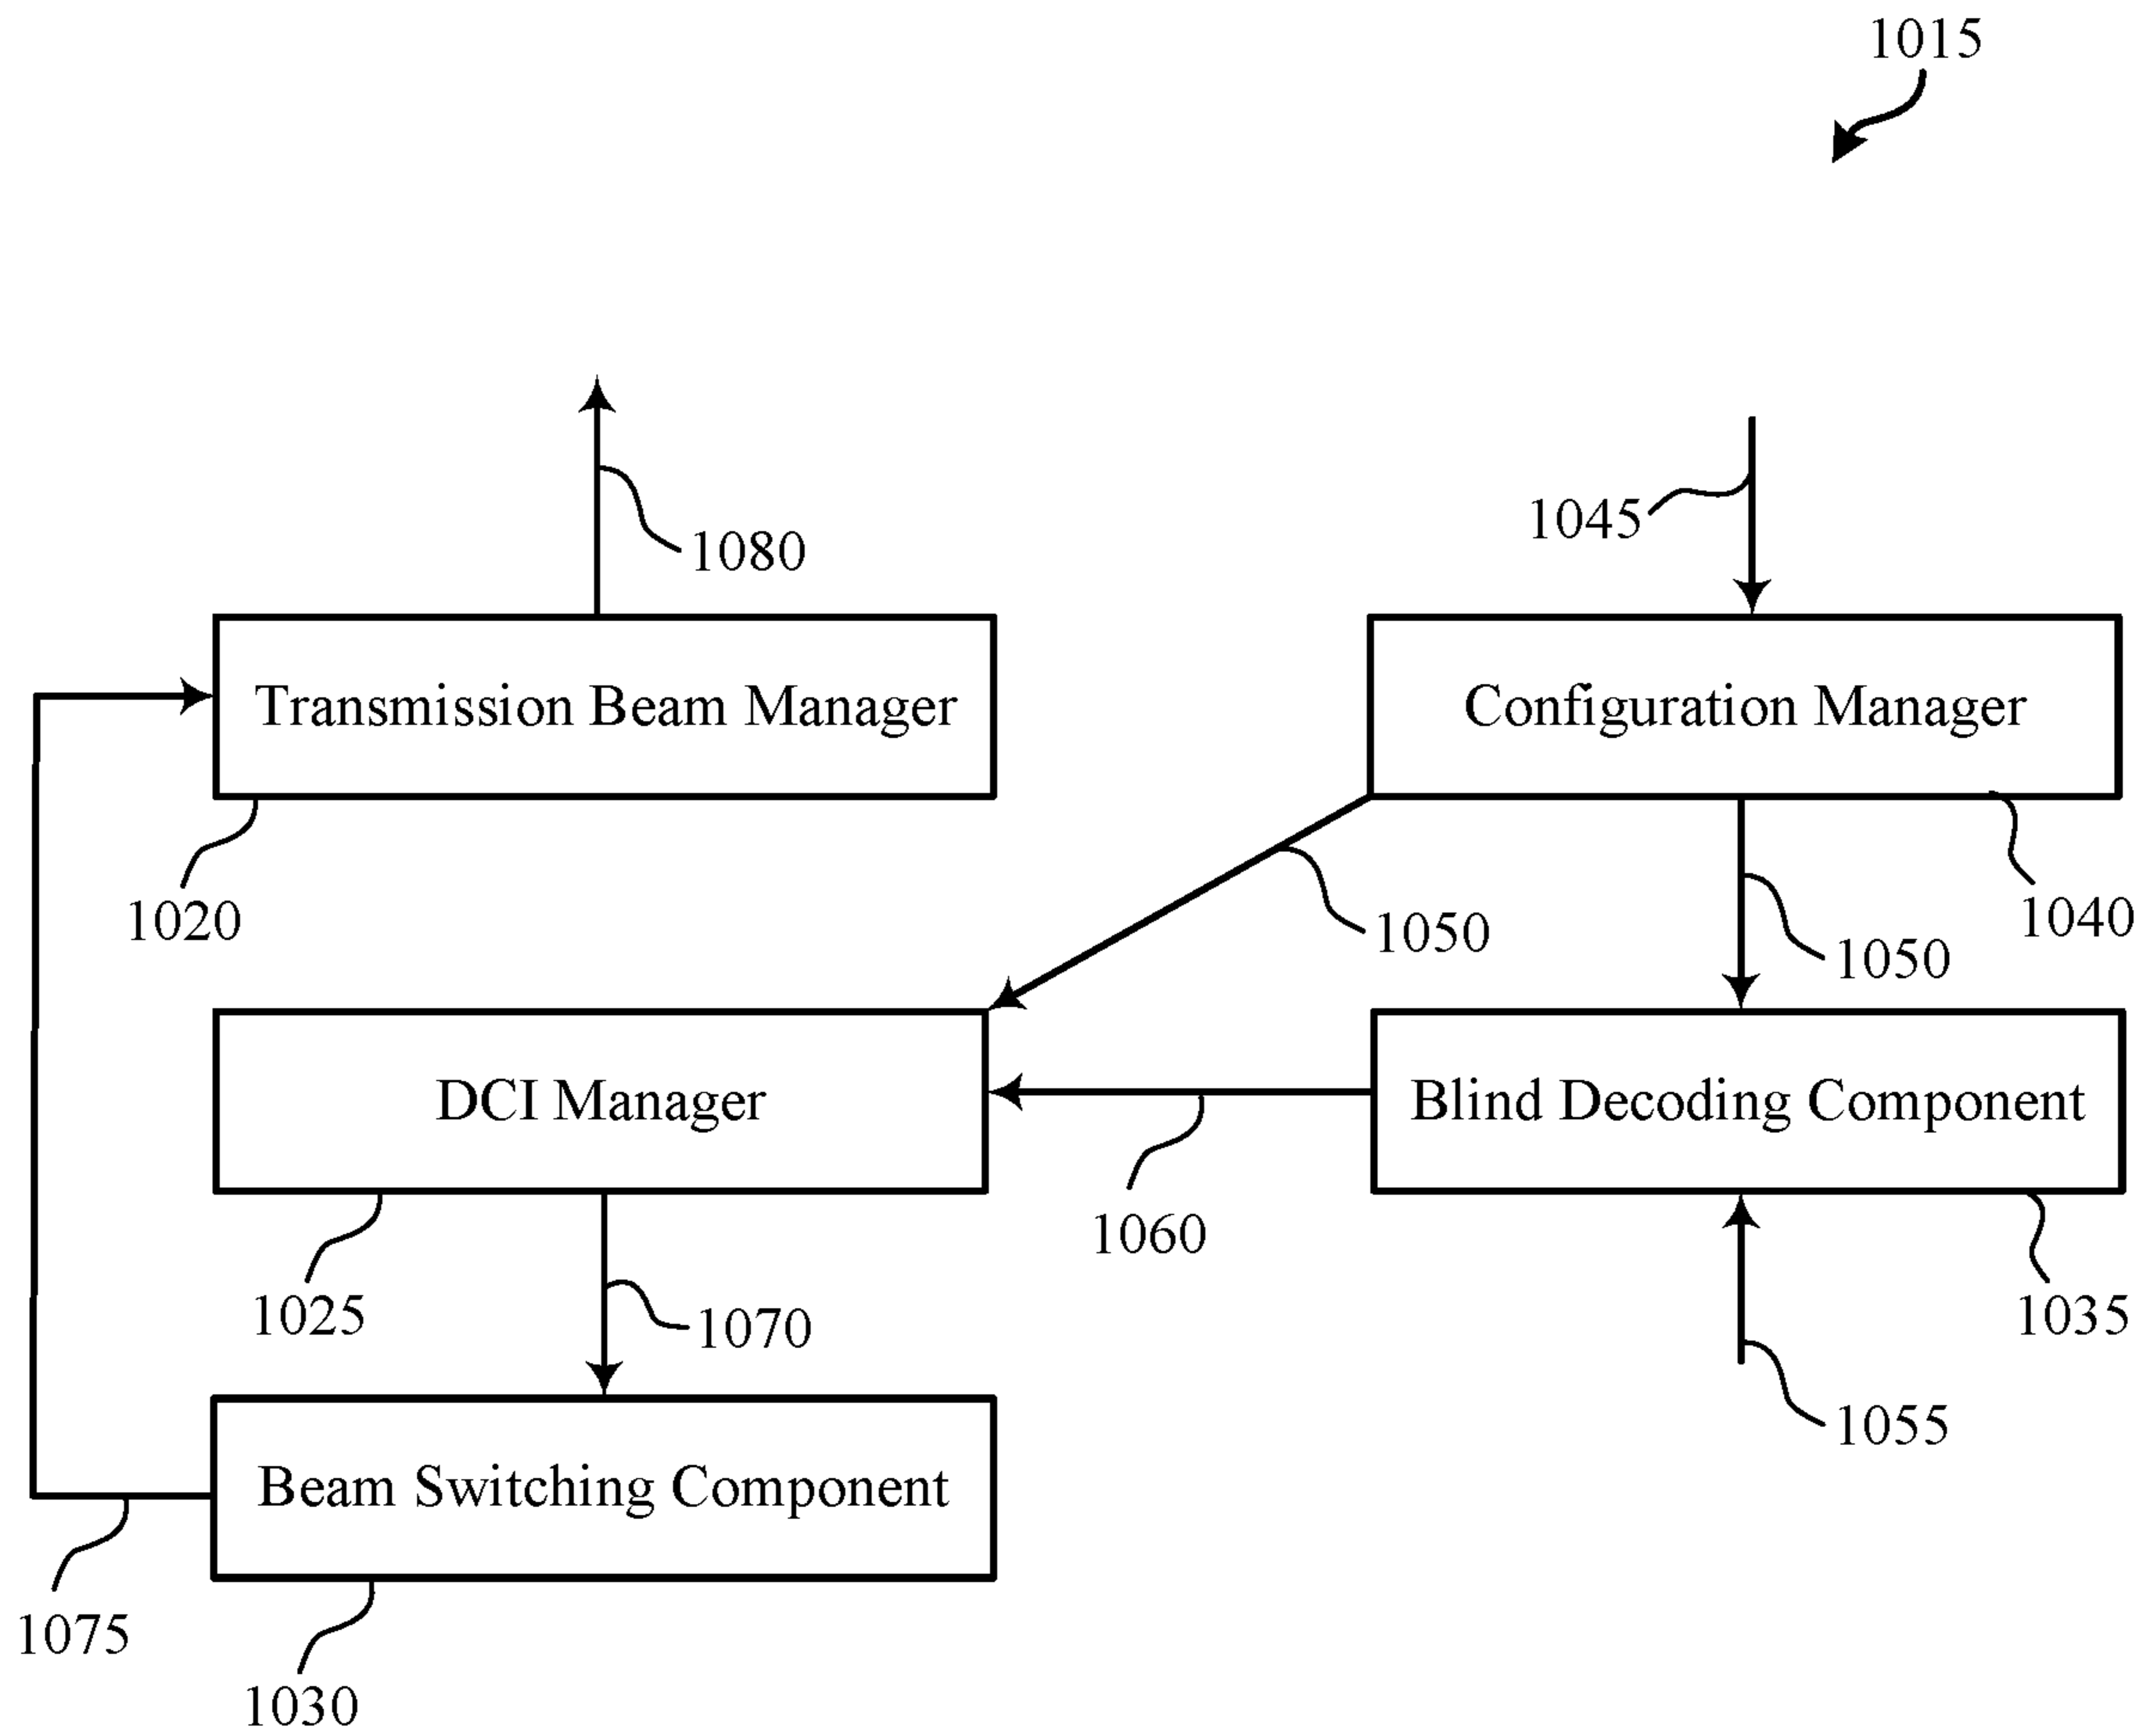 1015
1045
1080
Transmission Beam Manager
Configuration Manager
1020
1050
1050
1040
DCI Manager
Blind Decoding Component
1060
1025
1070
1035
1055
Beam Switching Component
1075
1030